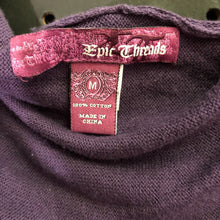 Epic Threads
M
100% COTTON
MADE IN
CHINA